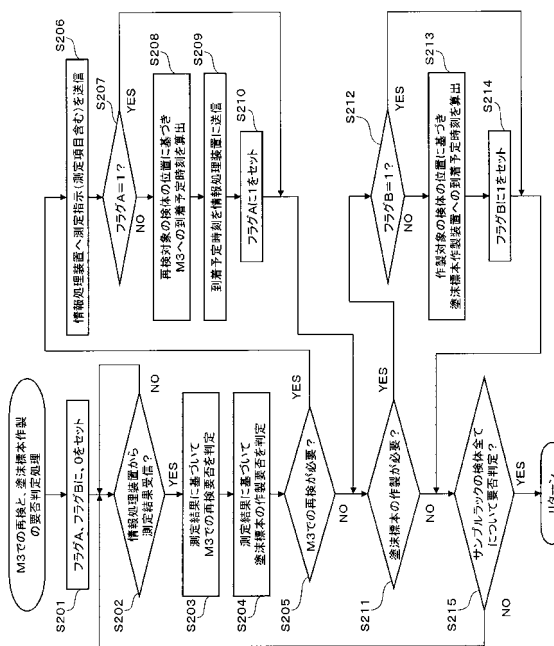 M3での再検と、塗沫標本作製
の要否判定処理
S201
フラグA、フラグBに、0をセット
S202
情報処理装置から
測定結果受信？
NO
YES
S203
測定結果に基づいて
M3での再検要否を判定
S204
測定結果に基づいて
塗沫標本の作製要否を判定
S205
M3での再検が必要？
YES
NO
S206
情報処理装置へ測定指示(測定項目含む)を送信
S207
フラグA＝1？
YES
NO
S208
再検対象の検体の位置に基づき
M3への到着予定時刻を算出
S209
到着予定時刻を情報処理装置に送信
S210
フラグAに1をセット
S211
塗沫標本の作製が必要？
YES
NO
S212
フラグB＝1？
YES
NO
S213
作製対象の検体の位置に基づき
塗沫標本作製装置への到着予定時刻を算出
S214
フラグBに1をセット
S215
サンプルラックの検体全て
について要否判定？
NO
YES
リターン